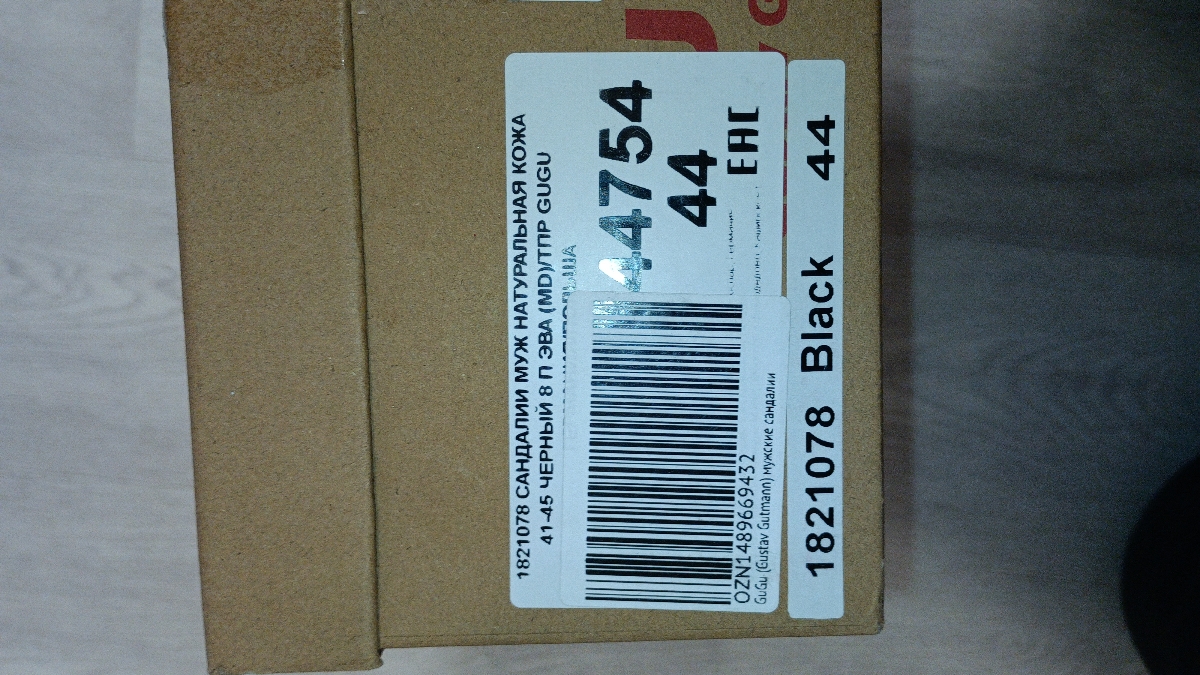 1821078 САНДАЛИИ МУЖ НАТУРАЛЬНАЯ КОЖА
41-45 ЧЕРНЫЙ 8 П ЭВА (MD)/ТПР GUGU
44754
44
EAC
OZN1489669432
GuGu (Gustav Gutmann) мужские сандалии
1821078 Black 44